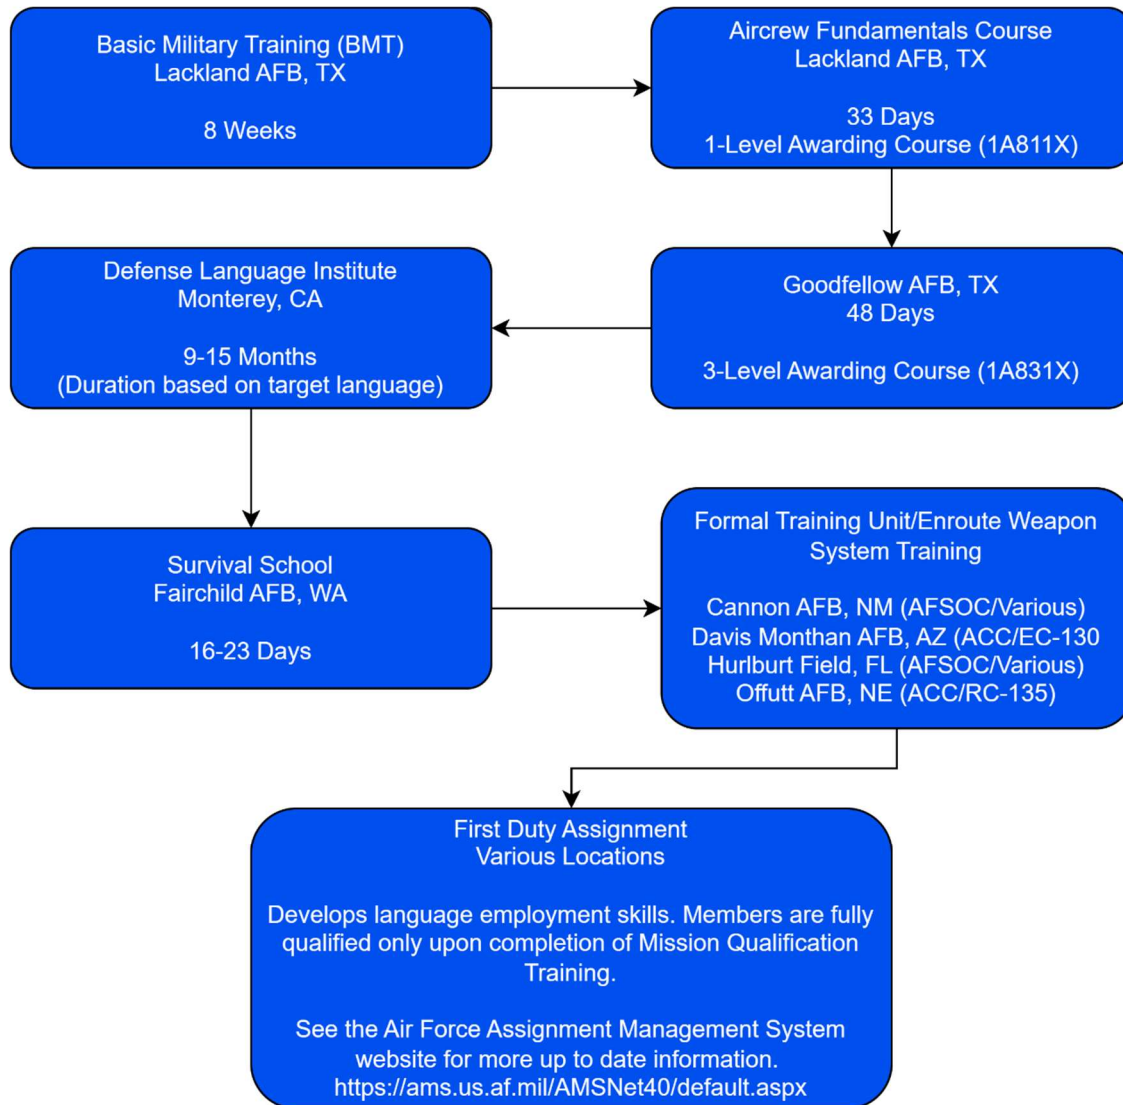 Basic Military Training (BMT)
Lackland AFB, TX
8 Weeks
Aircrew Fundamentals Course
Lackland AFB, TX
33 Days
1-Level Awarding Course (1A811X)
Goodfellow AFB, TX
48 Days
3-Level Awarding Course (1A831X)
Defense Language Institute
Monterey, CA
9-15 Months
(Duration based on target language)
Survival School
Fairchild AFB, WA
16-23 Days
Formal Training Unit/Enroute Weapon
System Training
Cannon AFB, NM (AFSOC/Various)
Davis Monthan AFB, AZ (ACC/EC-130
Hurlburt Field, FL (AFSOC/Various)
Offutt AFB, NE (ACC/RC-135)
First Duty Assignment
Various Locations
Develops language employment skills. Members are fully
qualified only upon completion of Mission Qualification
Training.
See the Air Force Assignment Management System
website for more up to date information.
https://ams.us.af.mil/AMSNet40/default.aspx